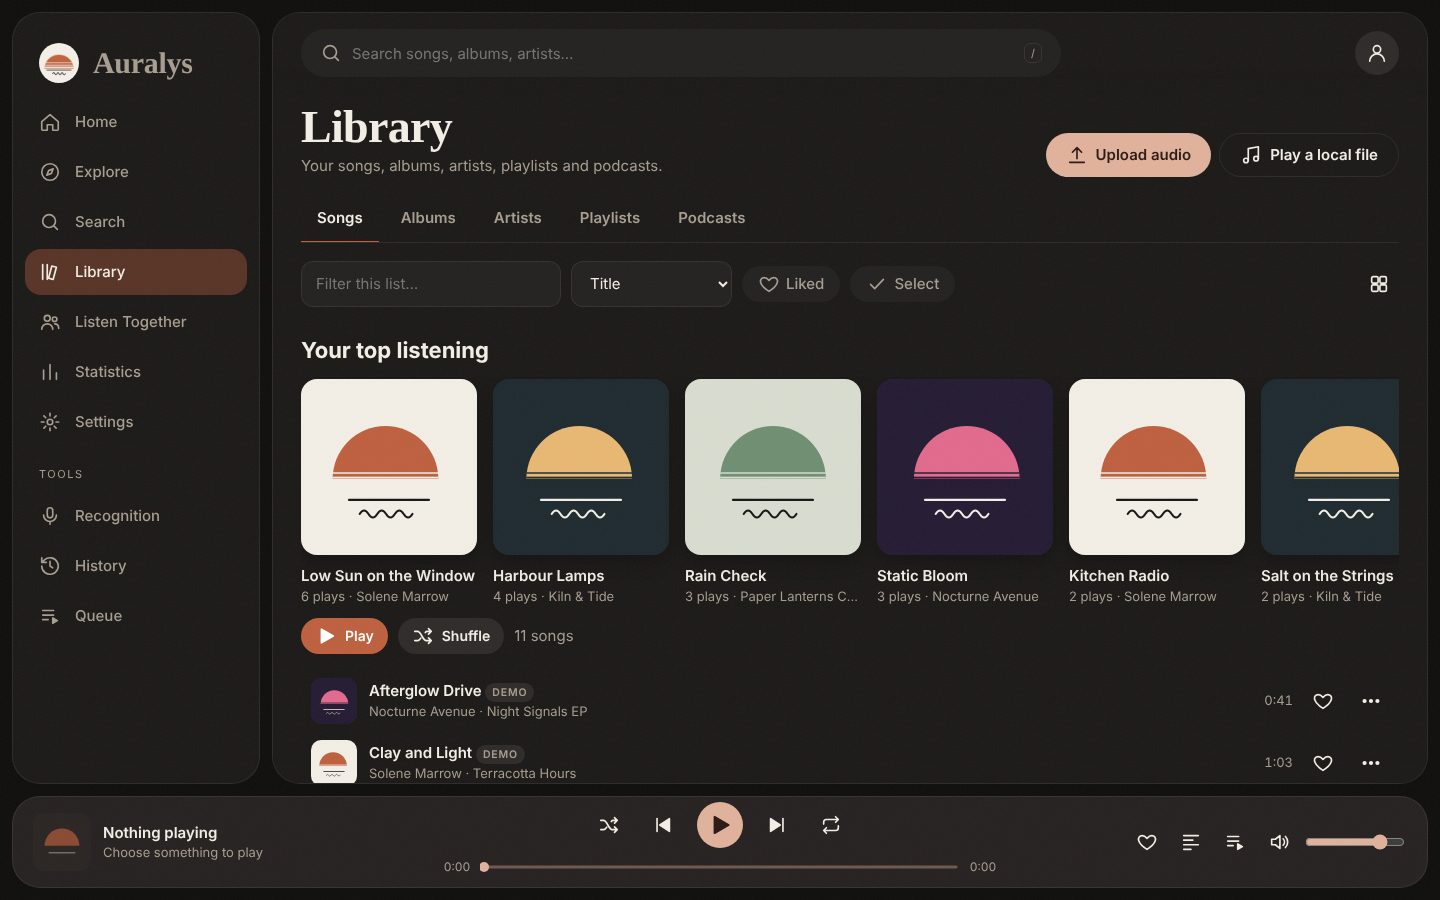 Auralys
Home
Explore
Search
Library
Listen Together
Statistics
Settings
TOOLS
Recognition
History
Queue
Search songs, albums, artists...
/
Library
Your songs, albums, artists, playlists and podcasts.
Upload audio
Play a local file
Songs Albums Artists Playlists Podcasts
Filter this list...
Title
Liked
Select
Your top listening
Low Sun on the Window
6 plays · Solene Marrow
Harbour Lamps
4 plays · Kiln & Tide
Rain Check
3 plays · Paper Lanterns C...
Static Bloom
3 plays · Nocturne Avenue
Kitchen Radio
2 plays · Solene Marrow
Salt on the Strings
2 plays · Kiln & Tide
Play
Shuffle
11 songs
Afterglow Drive DEMO
Nocturne Avenue · Night Signals EP
0:41
Clay and Light DEMO
Solene Marrow · Terracotta Hours
1:03
Nothing playing
Choose something to play
0:00
0:00